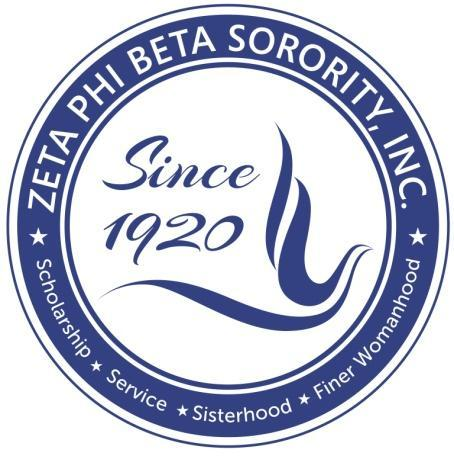 ZETA PHI BETA SORORITY, INC.
Since
1920
★ Scholarship ★ Service ★ Sisterhood ★ Finer Womanhood ★